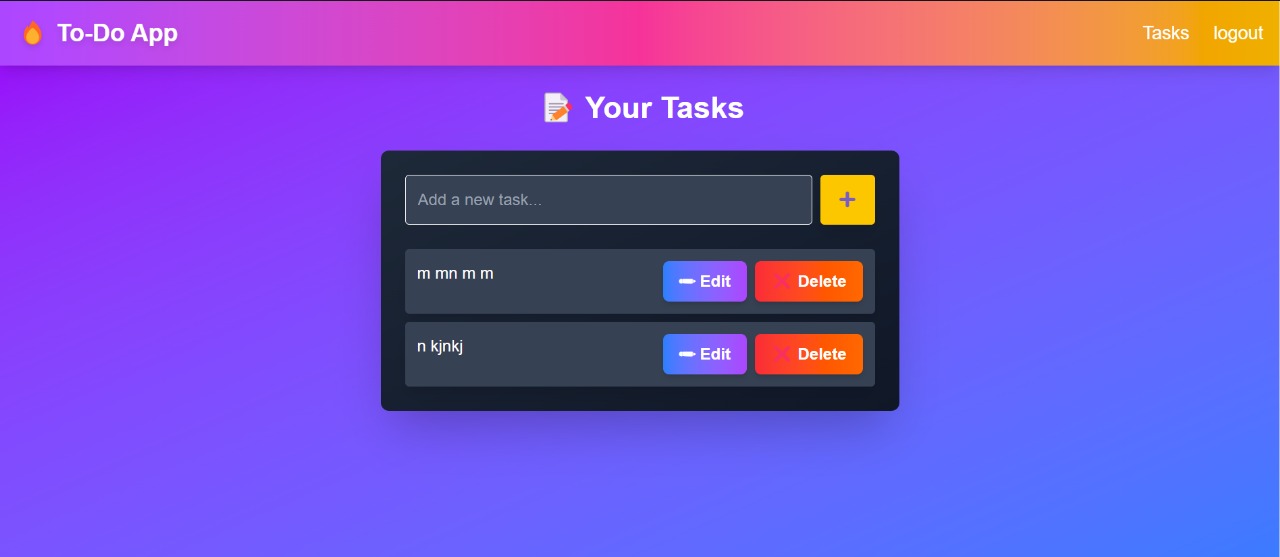 To-Do App
Tasks logout
Your Tasks
Add a new task...
m mn m m
Edit Delete
n kjnkj
Edit Delete